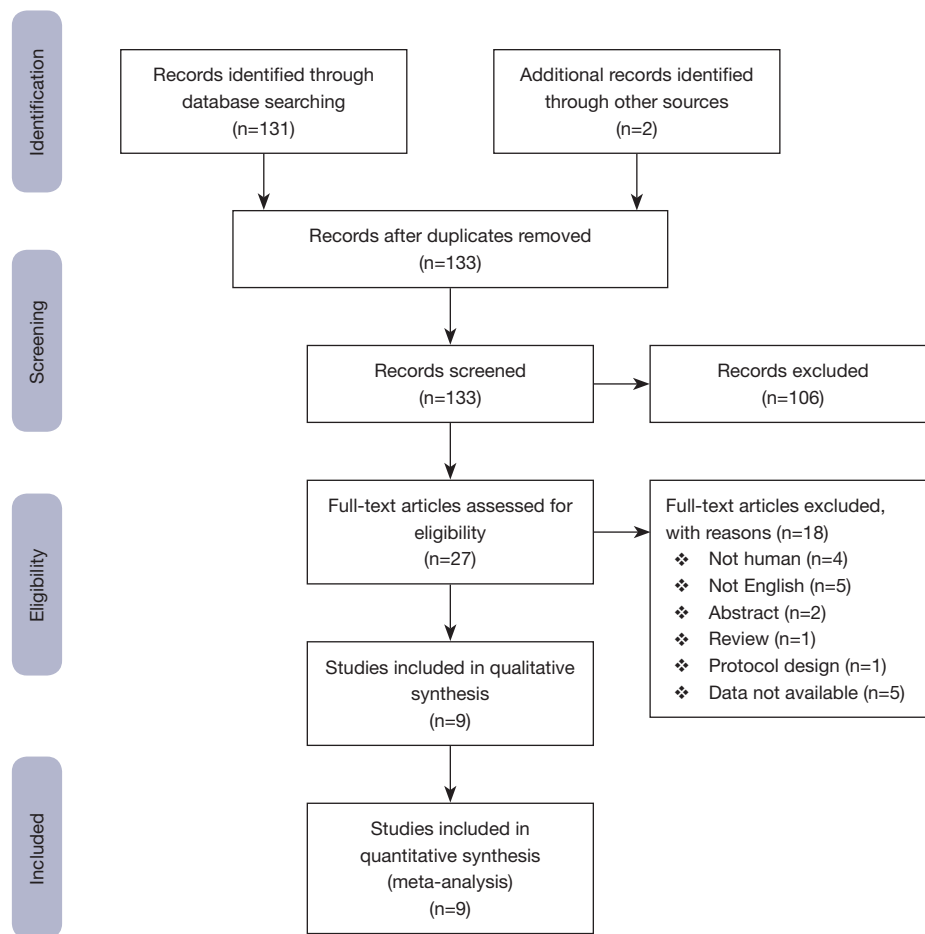 Identification
Records identified through
database searching
(n=131)
Additional records identified
through other sources
(n=2)
Records after duplicates removed
(n=133)
Screening
Records screened
(n=133)
Records excluded
(n=106)
Eligibility
Full-text articles assessed for
eligibility
(n=27)
Full-text articles excluded,
with reasons (n=18)
❖ Not human (n=4)
❖ Not English (n=5)
❖ Abstract (n=2)
❖ Review (n=1)
❖ Protocol design (n=1)
❖ Data not available (n=5)
Studies included in qualitative
synthesis
(n=9)
Included
Studies included in
quantitative synthesis
(meta-analysis)
(n=9)